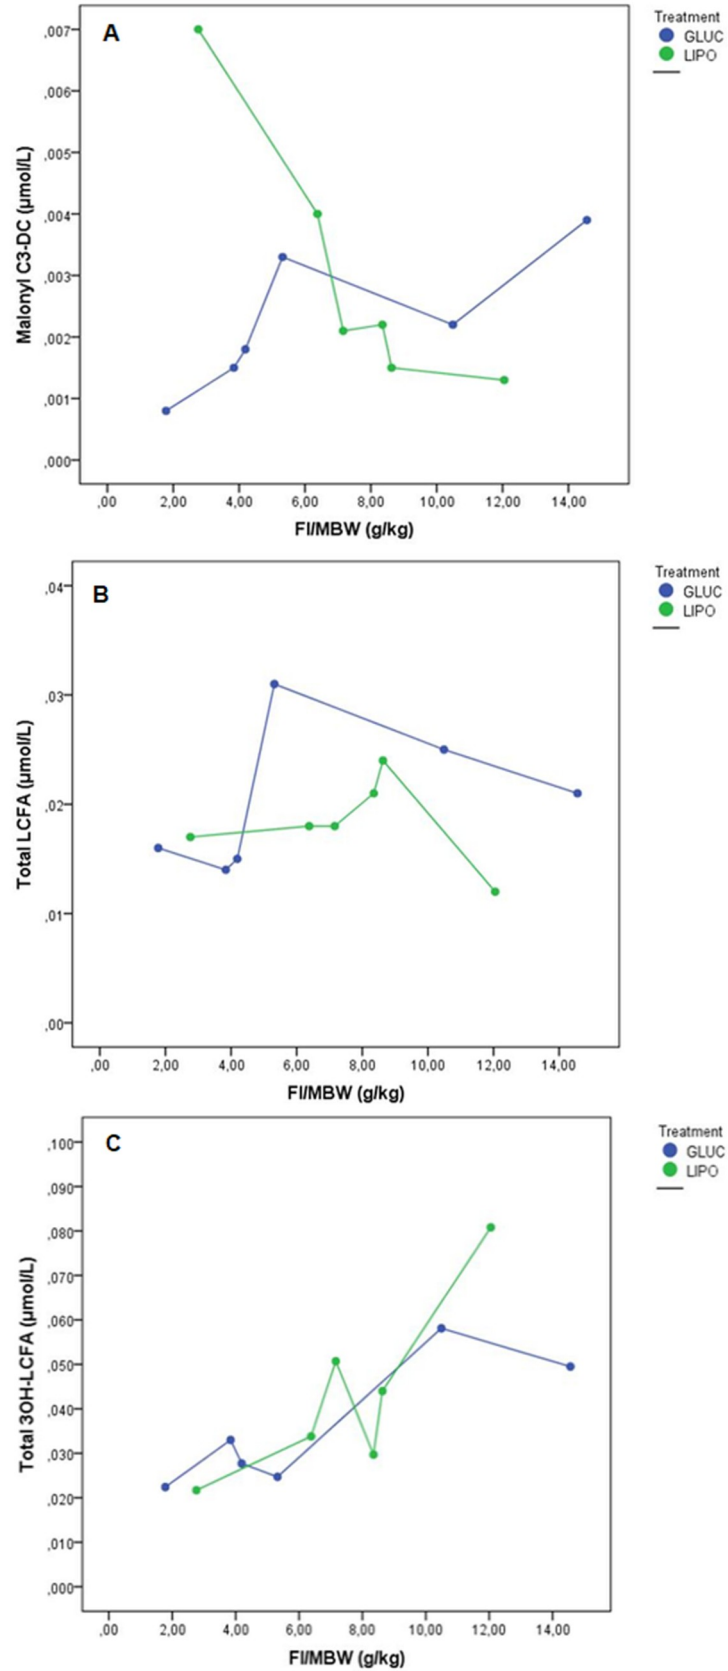 A
Treatment
GLUC
LIPO
Malonyl C3-DC (µmol/L)
,007
,006
,005
,004
,003
,002
,001
,000
,00 2,00 4,00 6,00 8,00 10,00 12,00 14,00
FI/MBW (g/kg)
B
Treatment
GLUC
LIPO
Total LCFA (µmol/L)
,04
,03
,02
,01
,00
,00 2,00 4,00 6,00 8,00 10,00 12,00 14,00
FI/MBW (g/kg)
C
Treatment
GLUC
LIPO
Total 3OH-LCFA (µmol/L)
,100
,090
,080
,070
,060
,050
,040
,030
,020
,010
,000
,00 2,00 4,00 6,00 8,00 10,00 12,00 14,00
FI/MBW (g/kg)